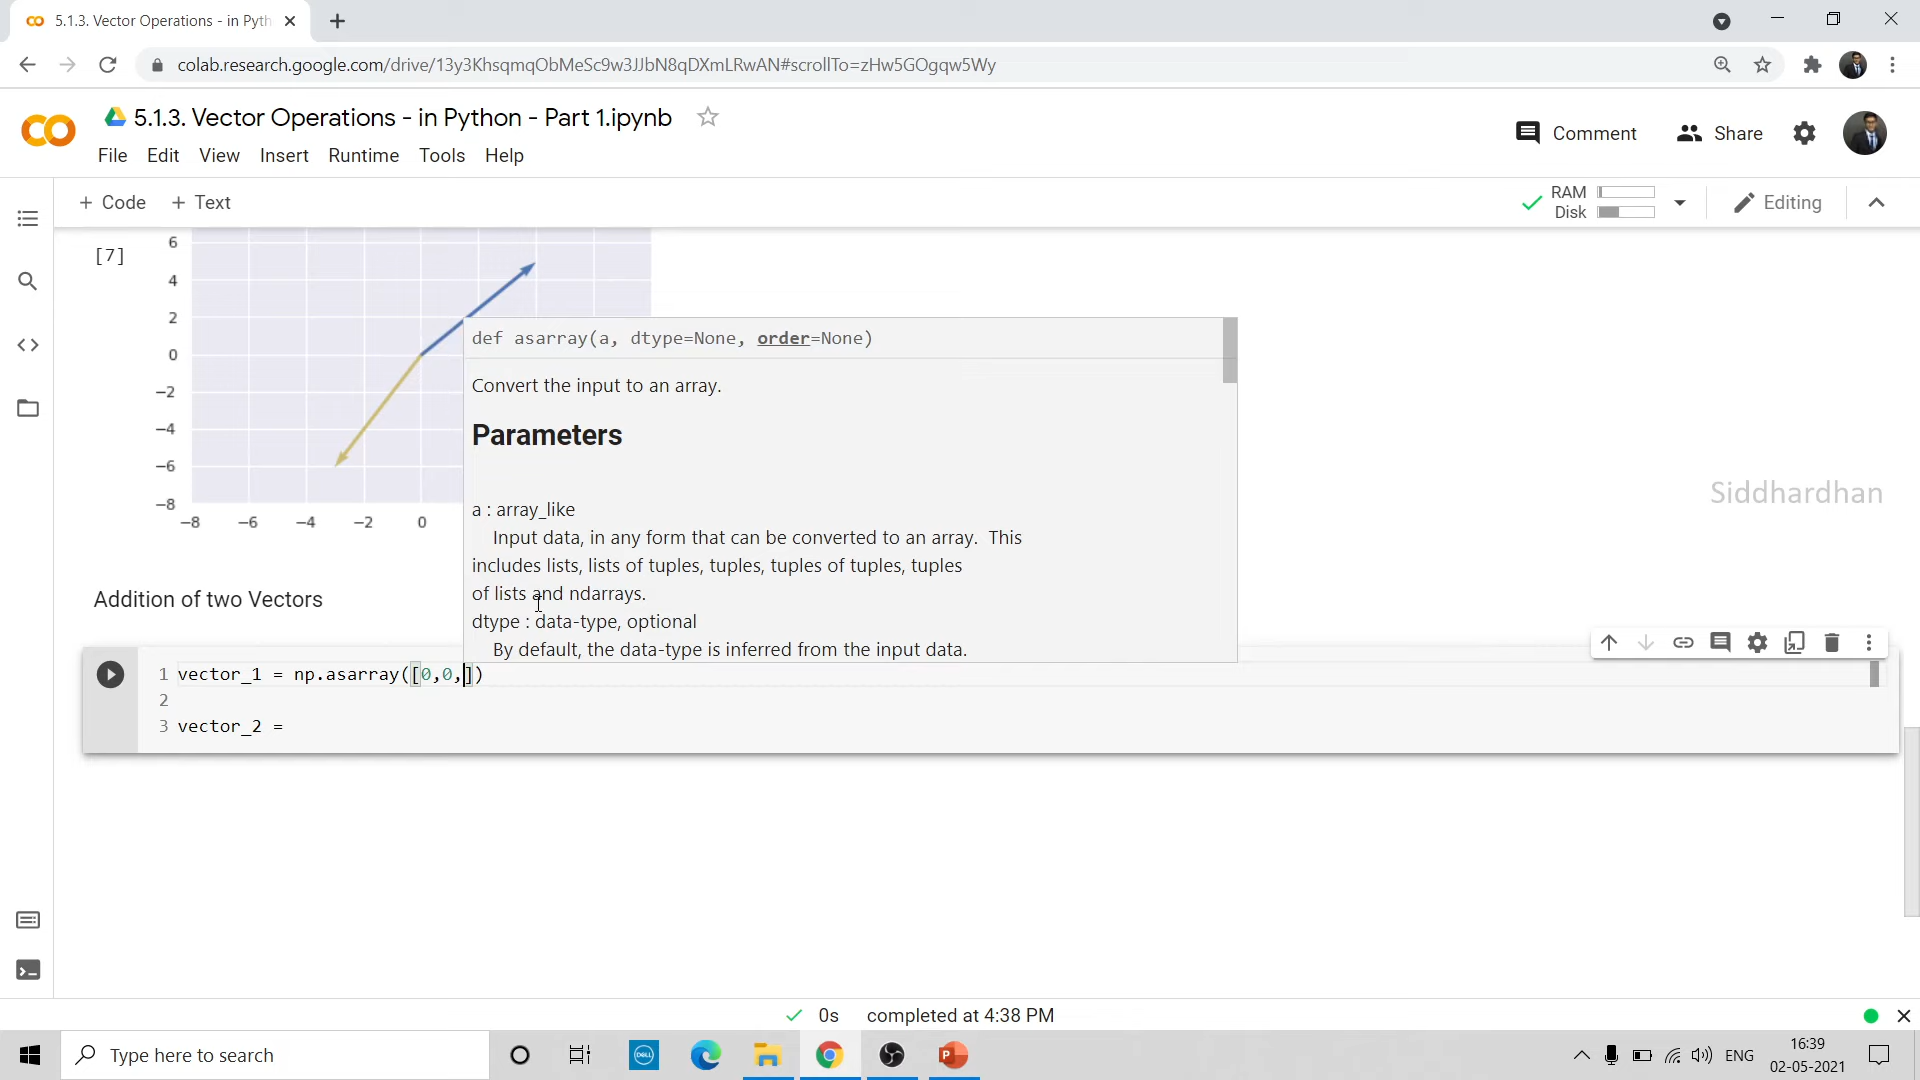 5.1.3. Vector Operations - in Pyth
colab.research.google.com/drive/13y3KhsqmqObMeSc9w3JJbN8qDXmLRwAN#scrollTo=zHw5GOgqw5Wy
5.1.3. Vector Operations - in Python - Part 1.ipynb
File Edit View Insert Runtime Tools Help
Comment
Share
+ Code + Text
RAM
Disk
Editing
[7]
6
4
2
0
−2
−4
−6
−8
−8 −6 −4 −2 0
def asarray(a, dtype=None, order=None)
Convert the input to an array.
Parameters
a : array_like
Input data, in any form that can be converted to an array. This
includes lists, lists of tuples, tuples, tuples of tuples, tuples
of lists and ndarrays.
dtype : data-type, optional
By default, the data-type is inferred from the input data.
Siddhardhan
Addition of two Vectors
1 vector_1 = np.asarray([0,0,])
2
3 vector_2 =
0s completed at 4:38 PM
Type here to search
DELL
P
ENG
16:39
02-05-2021